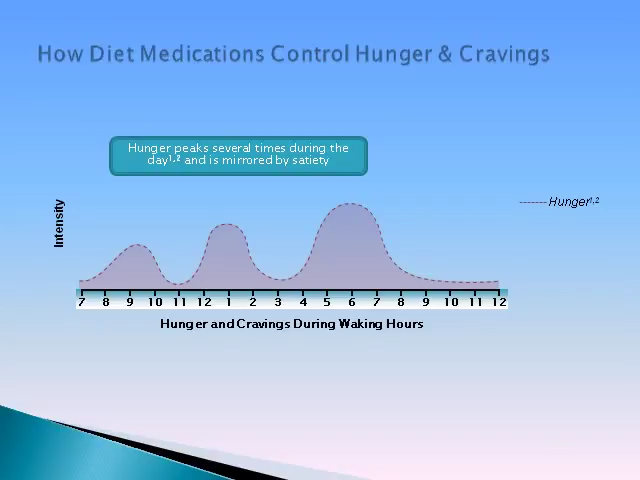 How Diet Medications Control Hunger & Cravings
Hunger peaks several times during the
day1,2 and is mirrored by satiety
Intensity
Hunger1,2
7 8 9 10 11 12 1 2 3 4 5 6 7 8 9 10 11 12
Hunger and Cravings During Waking Hours